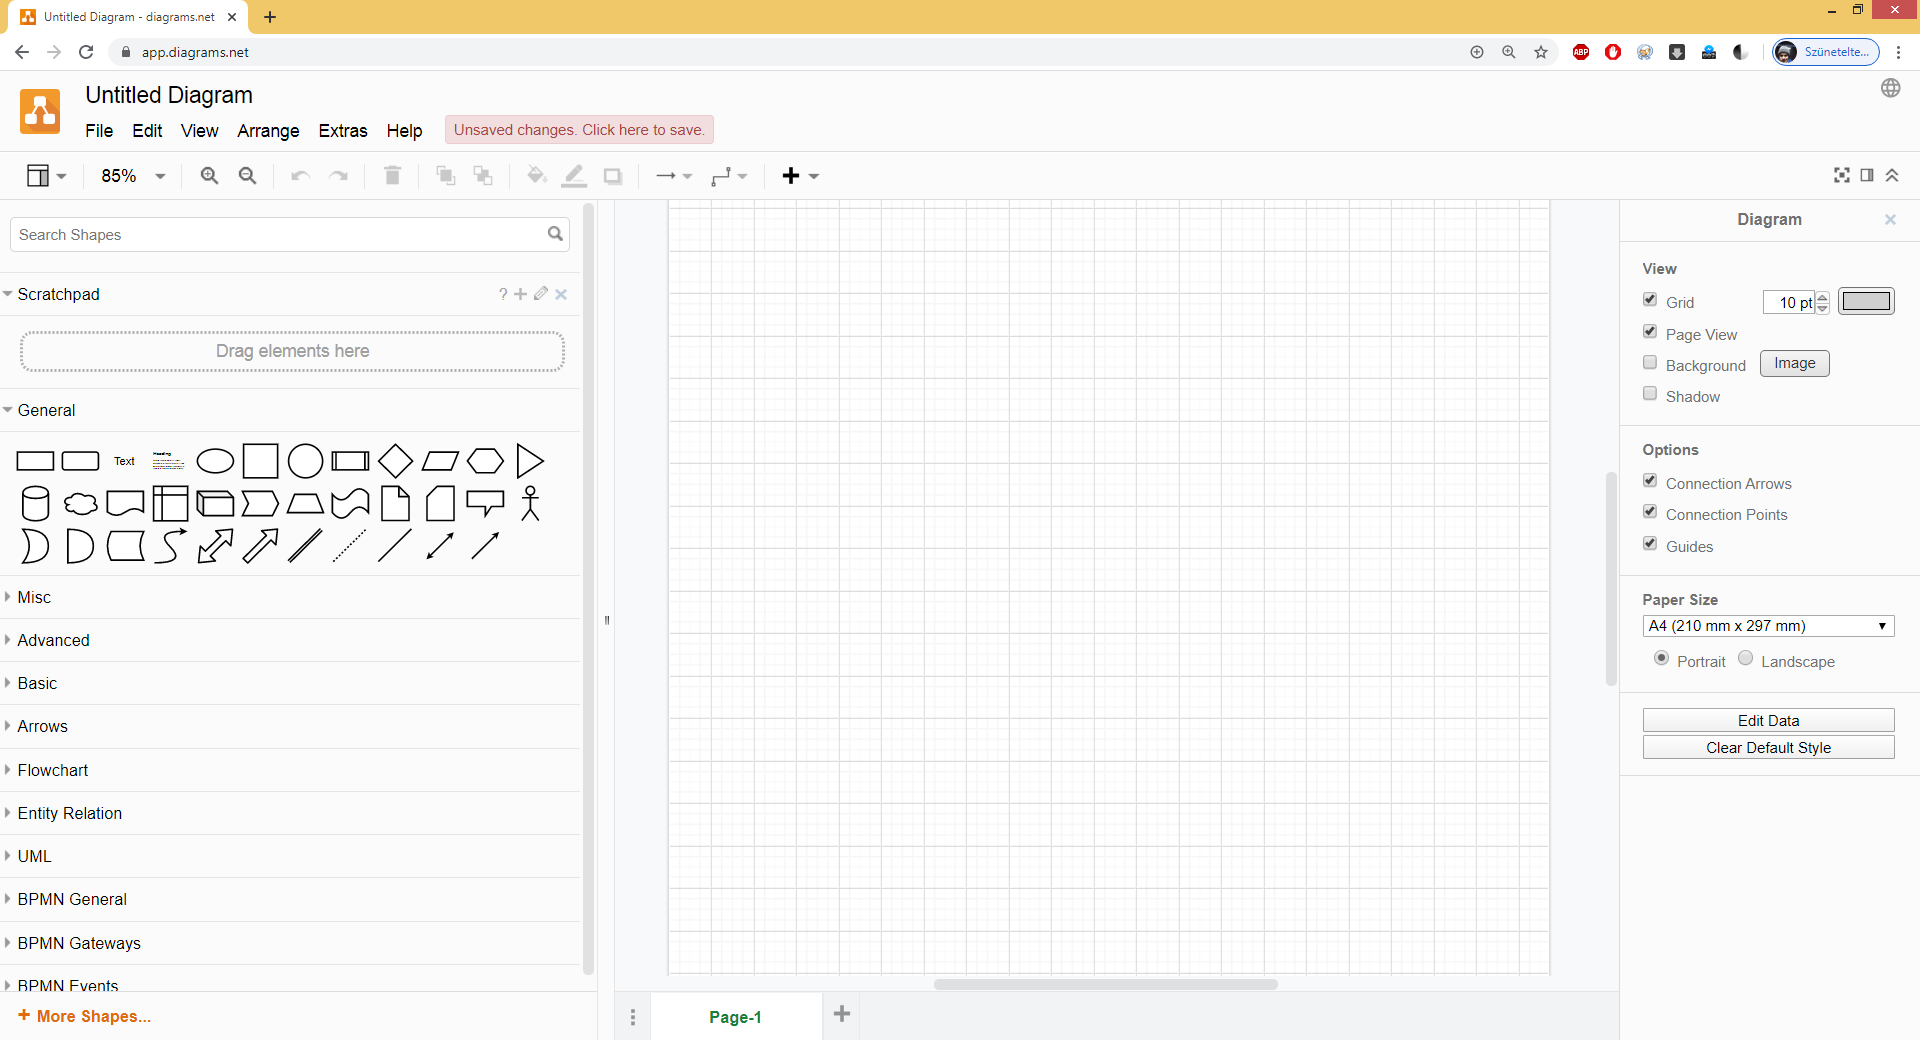 Untitled Diagram - diagrams.net
app.diagrams.net
ABP
Szünetelte...
Untitled Diagram
File Edit View Arrange Extras Help Unsaved changes. Click here to save.
85%
Search Shapes
Scratchpad
?
Drag elements here
General
Text
Heading
Misc
Advanced
Basic
Arrows
Flowchart
Entity Relation
UML
BPMN General
BPMN Gateways
BPMN Events
+ More Shapes...
Page-1
Diagram
View
Grid 10 pt
Page View
Background Image
Shadow
Options
Connection Arrows
Connection Points
Guides
Paper Size
A4 (210 mm x 297 mm)
Portrait Landscape
Edit Data
Clear Default Style